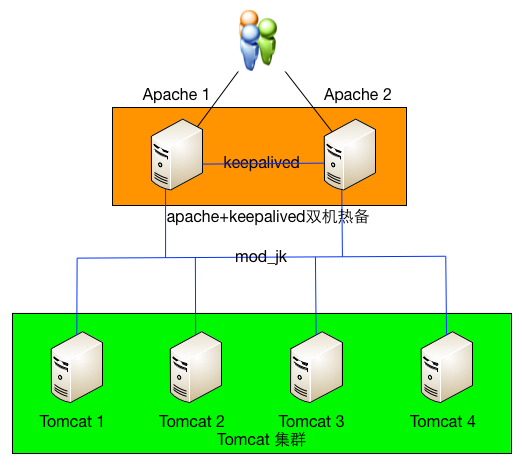 Apache 1
Apache 2
keepalived
apache+keepalived双机热备
mod_jk
Tomcat 1
Tomcat 2
Tomcat 3
Tomcat 4
Tomcat 集群